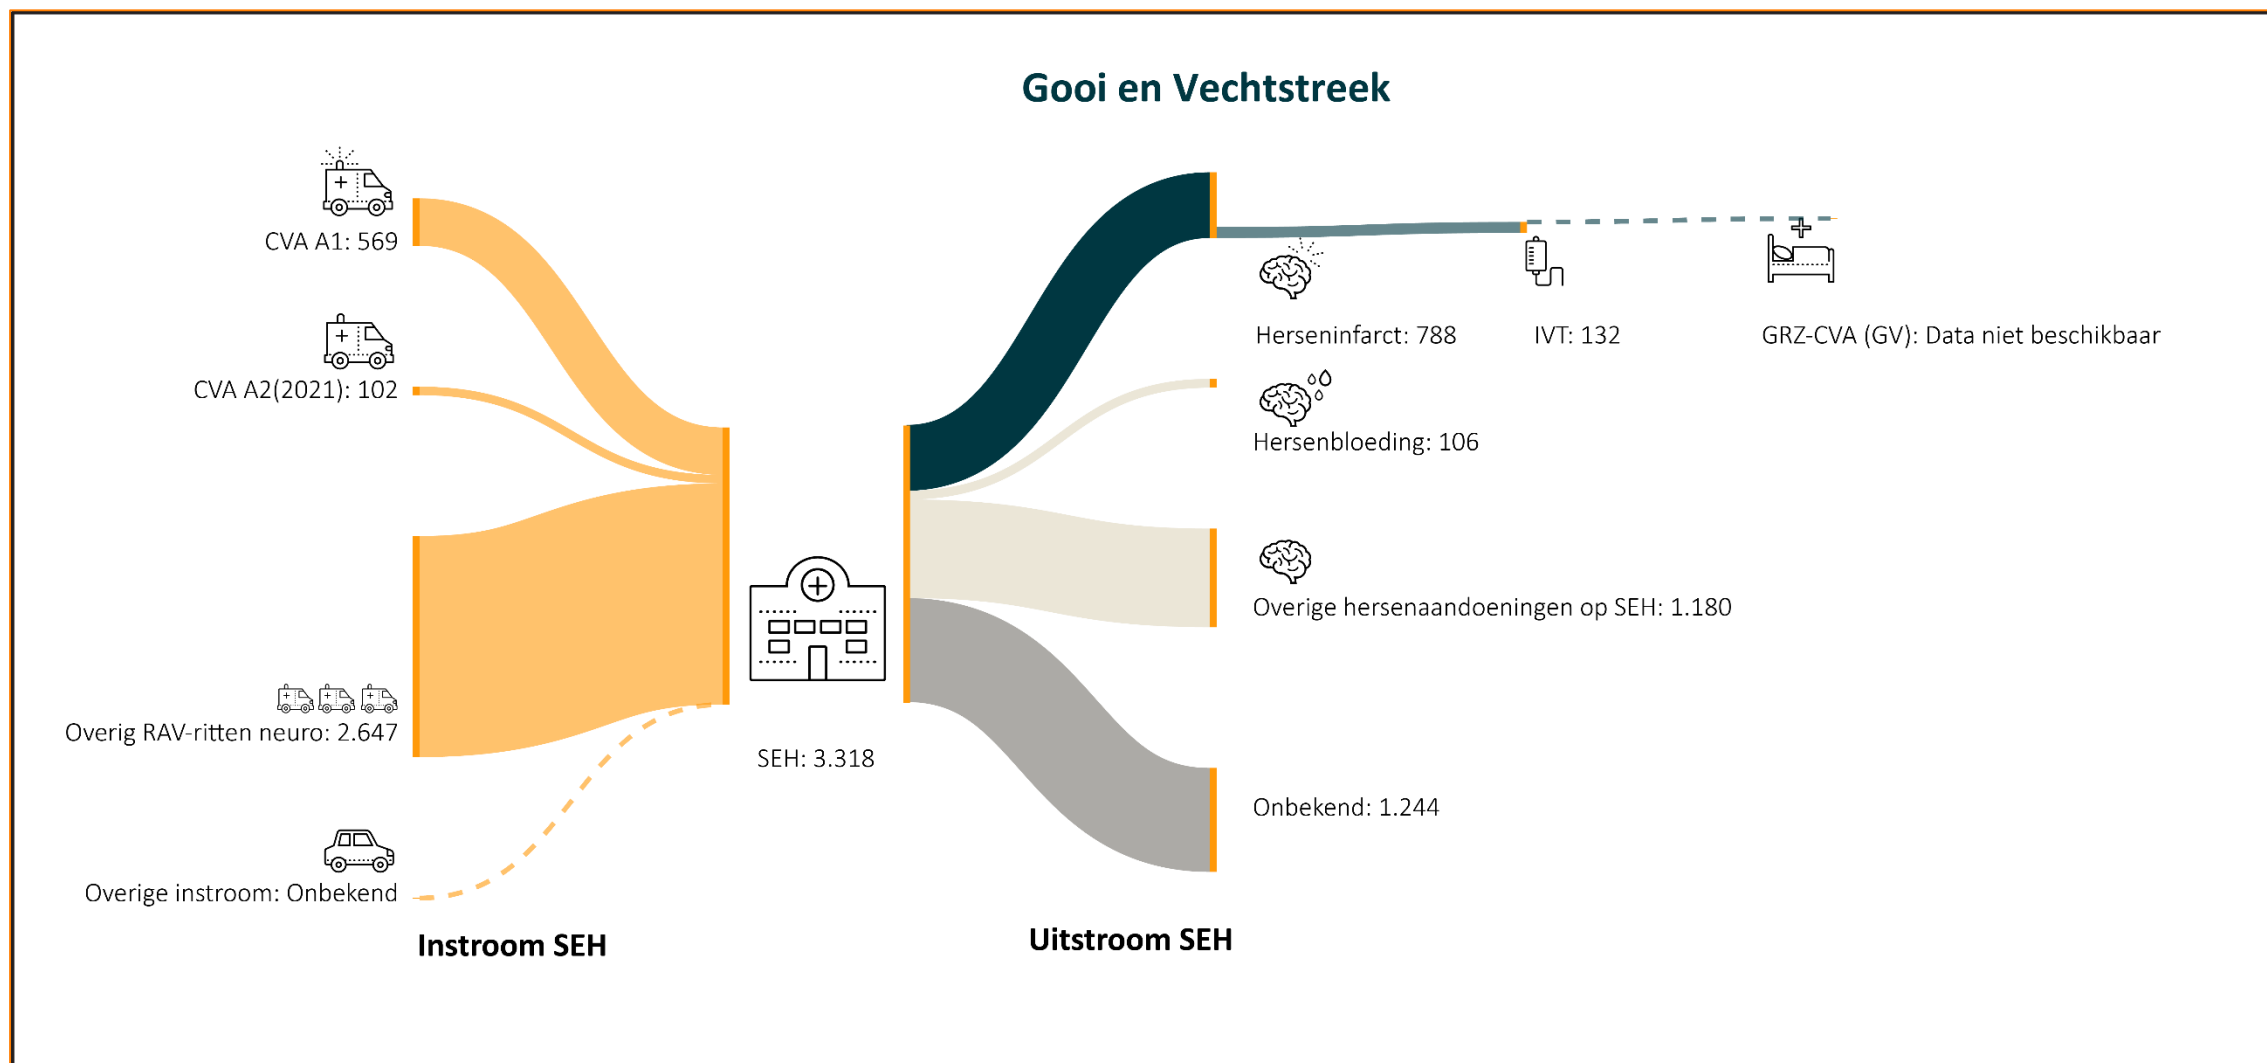 Gooi en Vechtstreek
CVA A1: 569
CVA A2(2021): 102
Overig RAV-ritten neuro: 2.647
Overige instroom: Onbekend
Instroom SEH
SEH: 3.318
Herseninfarct: 788
IVT: 132
GRZ-CVA (GV): Data niet beschikbaar
Hersenbloeding: 106
Overige hersenaandoeningen op SEH: 1.180
Onbekend: 1.244
Uitstroom SEH